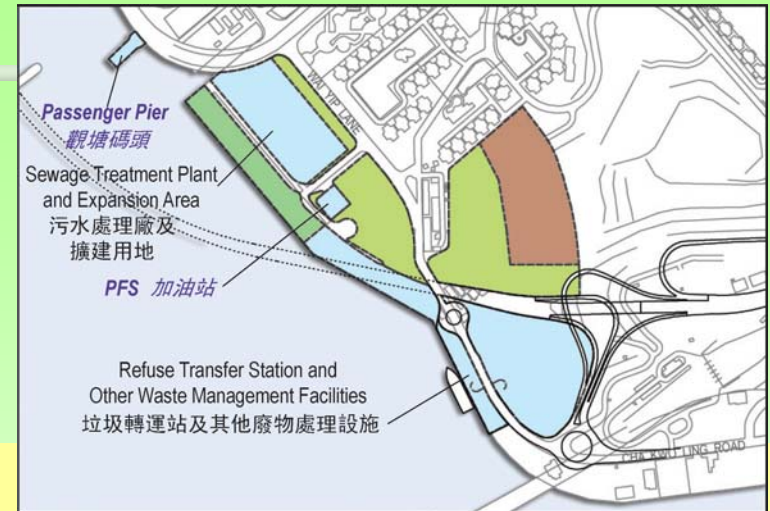 WAI YIP LANE
Passenger Pier
觀塘碼頭
Sewage Treatment Plant
and Expansion Area
污水處理廠及
擴建用地
PFS 加油站
Refuse Transfer Station and
Other Waste Management Facilities
垃圾轉運站及其他廢物處理設施
CHA KWO LING ROAD